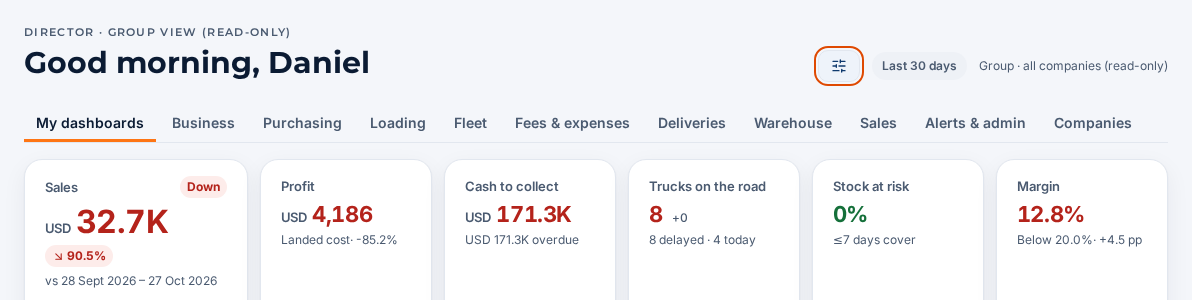 DIRECTOR · GROUP VIEW (READ-ONLY)
Good morning, Daniel
Last 30 days
Group · all companies (read-only)
My dashboards
Business
Purchasing
Loading
Fleet
Fees & expenses
Deliveries
Warehouse
Sales
Alerts & admin
Companies
Sales
Down
USD 32.7K
↘ 90.5%
vs 28 Sept 2026 – 27 Oct 2026
Profit
USD 4,186
Landed cost· -85.2%
Cash to collect
USD 171.3K
USD 171.3K overdue
Trucks on the road
8 +0
8 delayed · 4 today
Stock at risk
0%
≤7 days cover
Margin
12.8%
Below 20.0%· +4.5 pp